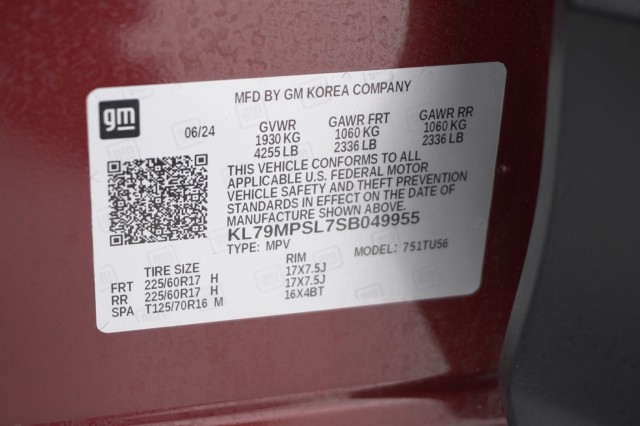 gm
MFD BY GM KOREA COMPANY
06/24 GVWR GAWR FRT GAWR RR
1930 KG 1060 KG 1060 KG
4255 LB 2336 LB 2336 LB
THIS VEHICLE CONFORMS TO ALL
APPLICABLE U.S. FEDERAL MOTOR
VEHICLE SAFETY AND THEFT PREVENTION
STANDARDS IN EFFECT ON THE DATE OF
MANUFACTURE SHOWN ABOVE.
KL79MPSL7SB049955
TYPE: MPV MODEL: 751TU56
TIRE SIZE RIM
FRT 225/60R17 H 17X7.5J
RR 225/60R17 H 17X7.5J
SPA T125/70R16 M 16X4BT